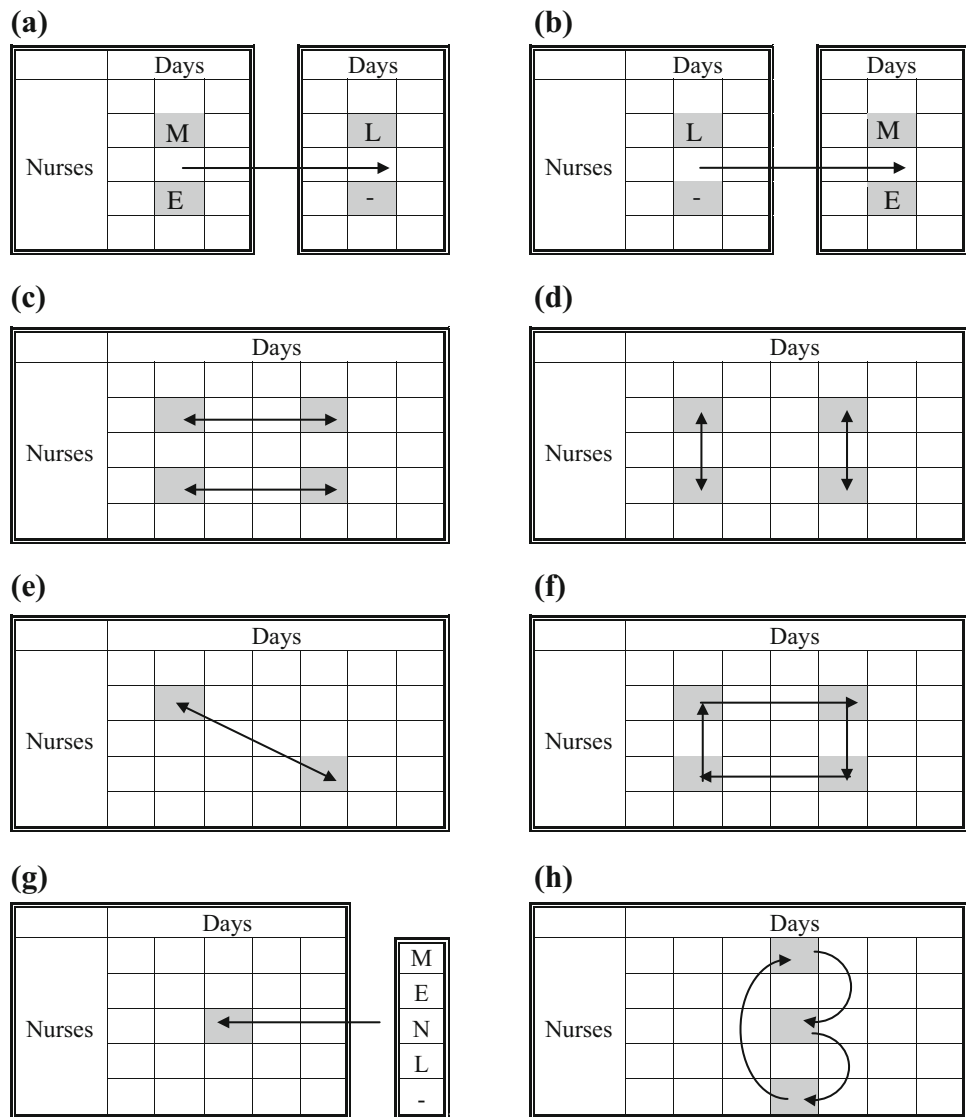 (a)
(b)
Days Days
Days Days
M L
L M
Nurses
Nurses
E -
- E
(c)
(d)
Days
Days
Nurses
Nurses
(e)
(f)
Days
Days
Nurses
Nurses
(g)
(h)
Days
Days
M
E
Nurses
N
Nurses
L
-